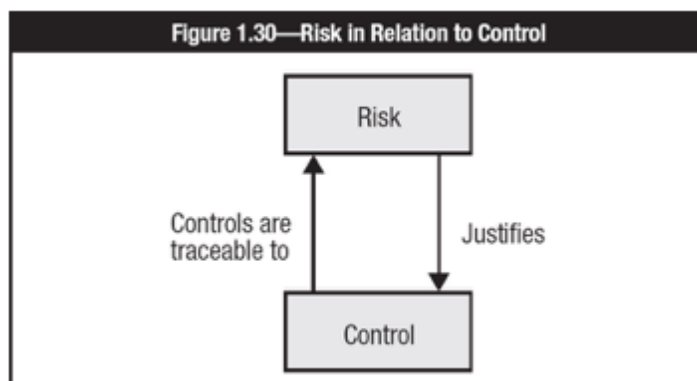 Figure 1.30—Risk in Relation to Control
Risk
Controls are
traceable to
Justifies
Control